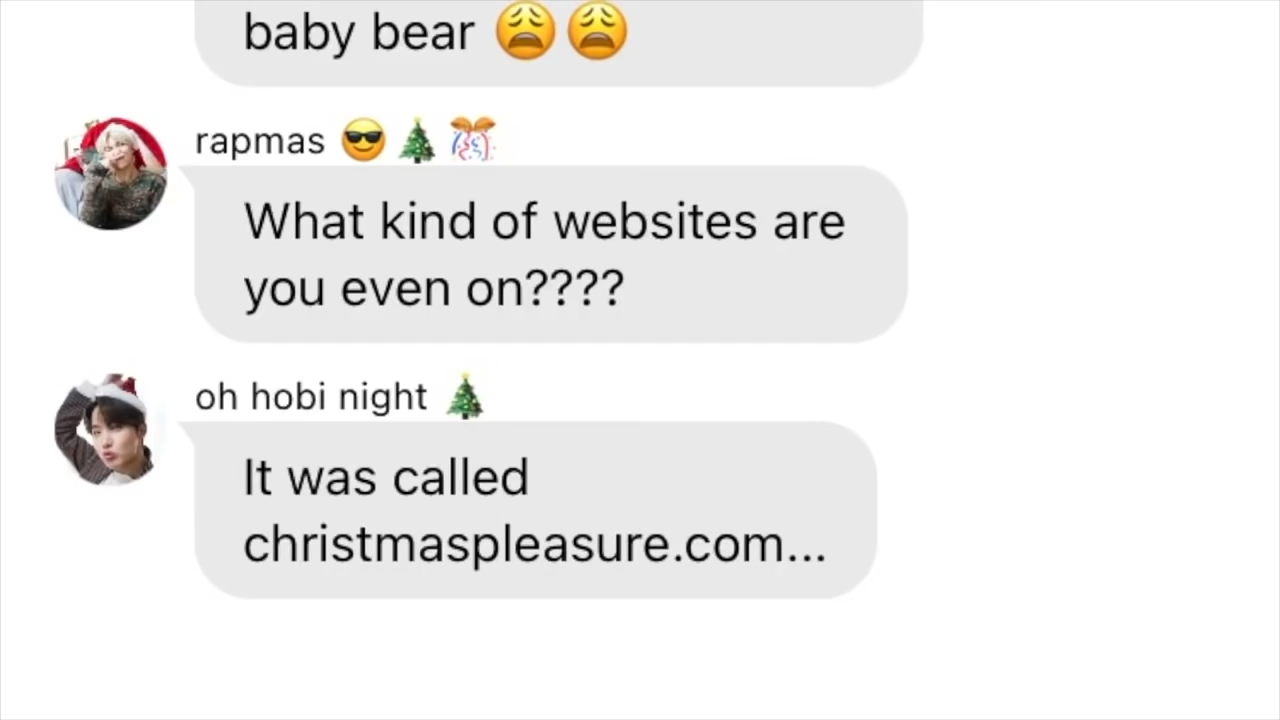 baby bear 😩😩
rapmas 😎🎄🎊
What kind of websites are
you even on????
oh hobi night 🎄
It was called
christmaspleasure.com...